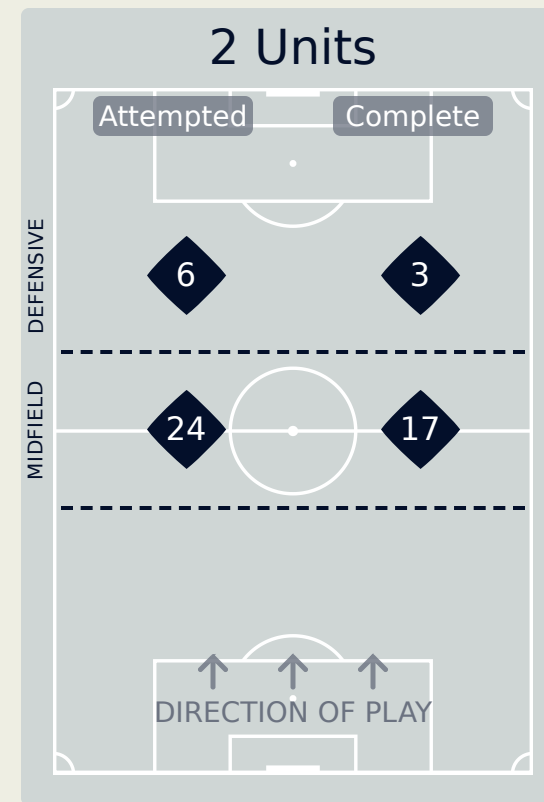 2 Units
Attempted
Complete
DEFENSIVE
6
3
MIDFIELD
24
17
DIRECTION OF PLAY